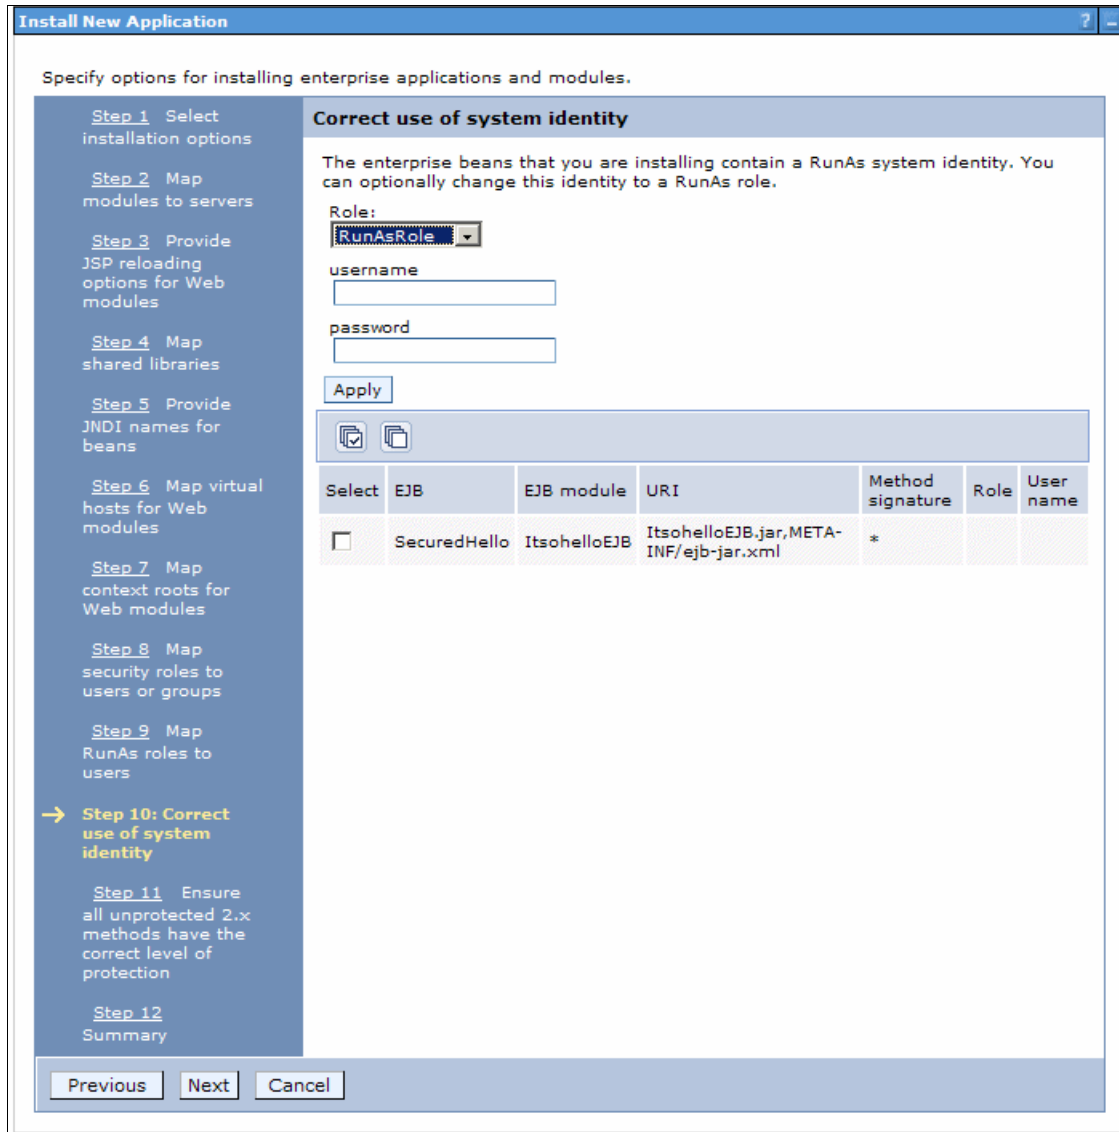 Install New Application
?
Specify options for installing enterprise applications and modules.
Step 1 Select
installation options
Step 2 Map
modules to servers
Step 3 Provide
JSP reloading
options for Web
modules
Step 4 Map
shared libraries
Step 5 Provide
JNDI names for
beans
Step 6 Map virtual
hosts for Web
modules
Step 7 Map
context roots for
Web modules
Step 8 Map
security roles to
users or groups
Step 9 Map
RunAs roles to
users
Step 10: Correct
use of system
identity
Step 11 Ensure
all unprotected 2.x
methods have the
correct level of
protection
Step 12
Summary
Correct use of system identity
The enterprise beans that you are installing contain a RunAs system identity. You
can optionally change this identity to a RunAs role.
Role:
RunAsRole
username
password
Apply
Select EJB EJB module URI Method signature Role User name
SecuredHello ItsohelloEJB ItsohelloEJB.jar,META-
INF/ejb-jar.xml *
Previous Next Cancel